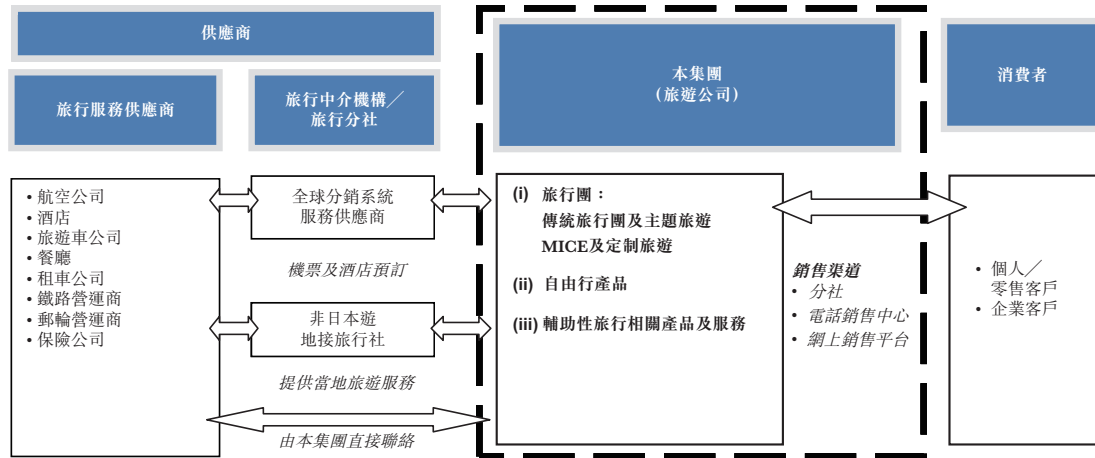 供應商
旅行服務供應商
旅行中介機構／
旅行分社
本集團
(旅遊公司)
消費者
• 航空公司
• 酒店
• 旅遊車公司
• 餐廳
• 租車公司
• 鐵路營運商
• 郵輪營運商
• 保險公司
全球分銷系統
服務供應商
機票及酒店預訂
非日本遊
地接旅行社
提供當地旅遊服務
由本集團直接聯絡
(i) 旅行團：
傳統旅行團及主題旅遊
MICE及定制旅遊
(ii) 自由行產品
(iii) 輔助性旅行相關產品及服務
銷售渠道
• 分社
• 電話銷售中心
• 網上銷售平台
• 個人／
零售客戶
• 企業客戶